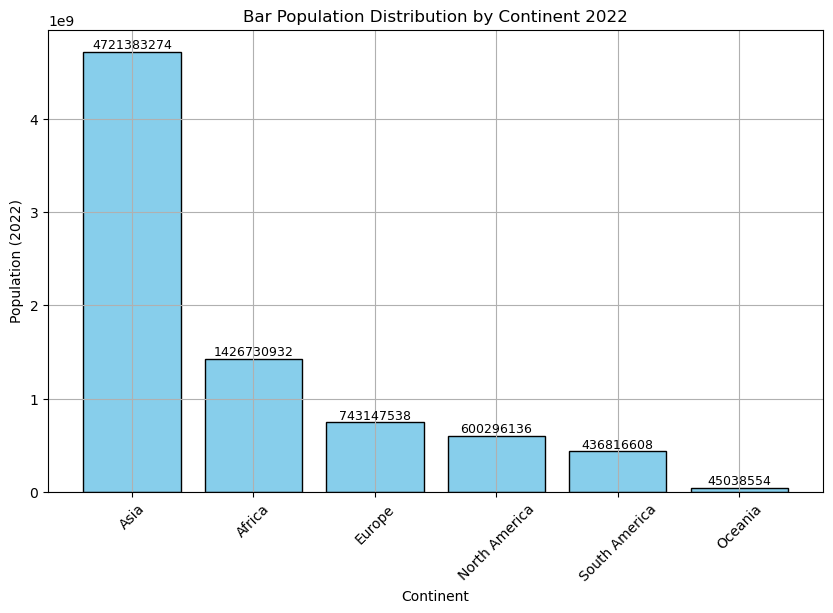 Bar Population Distribution by Continent 2022
1e9
4721383274
4
3
Population (2022)
2
1426730932
1
743147538
600296136
436816608
45038554
0
Asia
Africa
Europe
North America
South America
Oceania
Continent